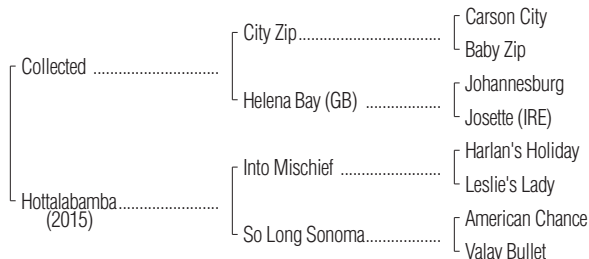 Carson City
City Zip
Baby Zip
Collected
Johannesburg
Helena Bay (GB)
Josette (IRE)
Harlan's Holiday
Into Mischief
Leslie's Lady
Hottalabamba
(2015)
American Chance
So Long Sonoma
Valay Bullet